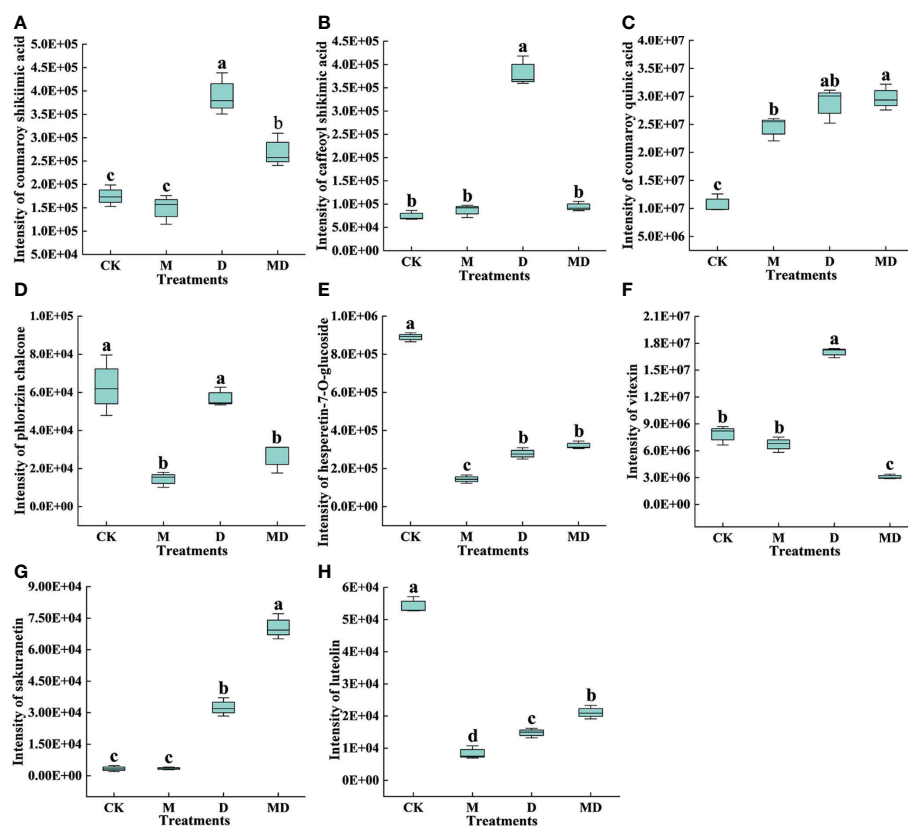 A
Intensity of coumaroy shikiimic acid
5.0E+05
4.5E+05
4.0E+05
3.5E+05
3.0E+05
2.5E+05
2.0E+05
1.5E+05
1.0E+05
5.0E+04
c
c
a
b
CK M D MD
Treatments
B
Intensity of caffeoyl shikimic acid
4.5E+05
4.0E+05
3.5E+05
3.0E+05
2.5E+05
2.0E+05
1.5E+05
1.0E+05
5.0E+04
0.0E+00
b
b
a
b
CK M D MD
Treatments
C
Intensity of coumaroy quinic acid
4.0E+07
3.5E+07
3.0E+07
2.5E+07
2.0E+07
1.5E+07
1.0E+07
5.0E+06
c
b
ab
a
CK M D MD
Treatments
D
Intensity of phlorizin chalcone
1.0E+05
8.0E+04
6.0E+04
4.0E+04
2.0E+04
0.0E+00
a
b
a
b
CK M D MD
Treatments
E
Intensity of hesperetin-7-O-glucoside
1.0E+06
8.0E+05
6.0E+05
4.0E+05
2.0E+05
0.0E+00
a
c
b
b
CK M D MD
Treatments
F
Intensity of vitexin
2.1E+07
1.8E+07
1.5E+07
1.2E+07
9.0E+06
6.0E+06
3.0E+06
0.0E+00
b
b
a
c
CK M D MD
Treatments
G
Intensity of sakuranetin
9.00E+04
7.50E+04
6.00E+04
4.50E+04
3.00E+04
1.50E+04
0.00E+00
c
c
b
a
CK M D MD
Treatments
H
Intensity of luteolin
6E+04
5E+04
4E+04
3E+04
2E+04
1E+04
0E+00
a
d
c
b
CK M D MD
Treatments